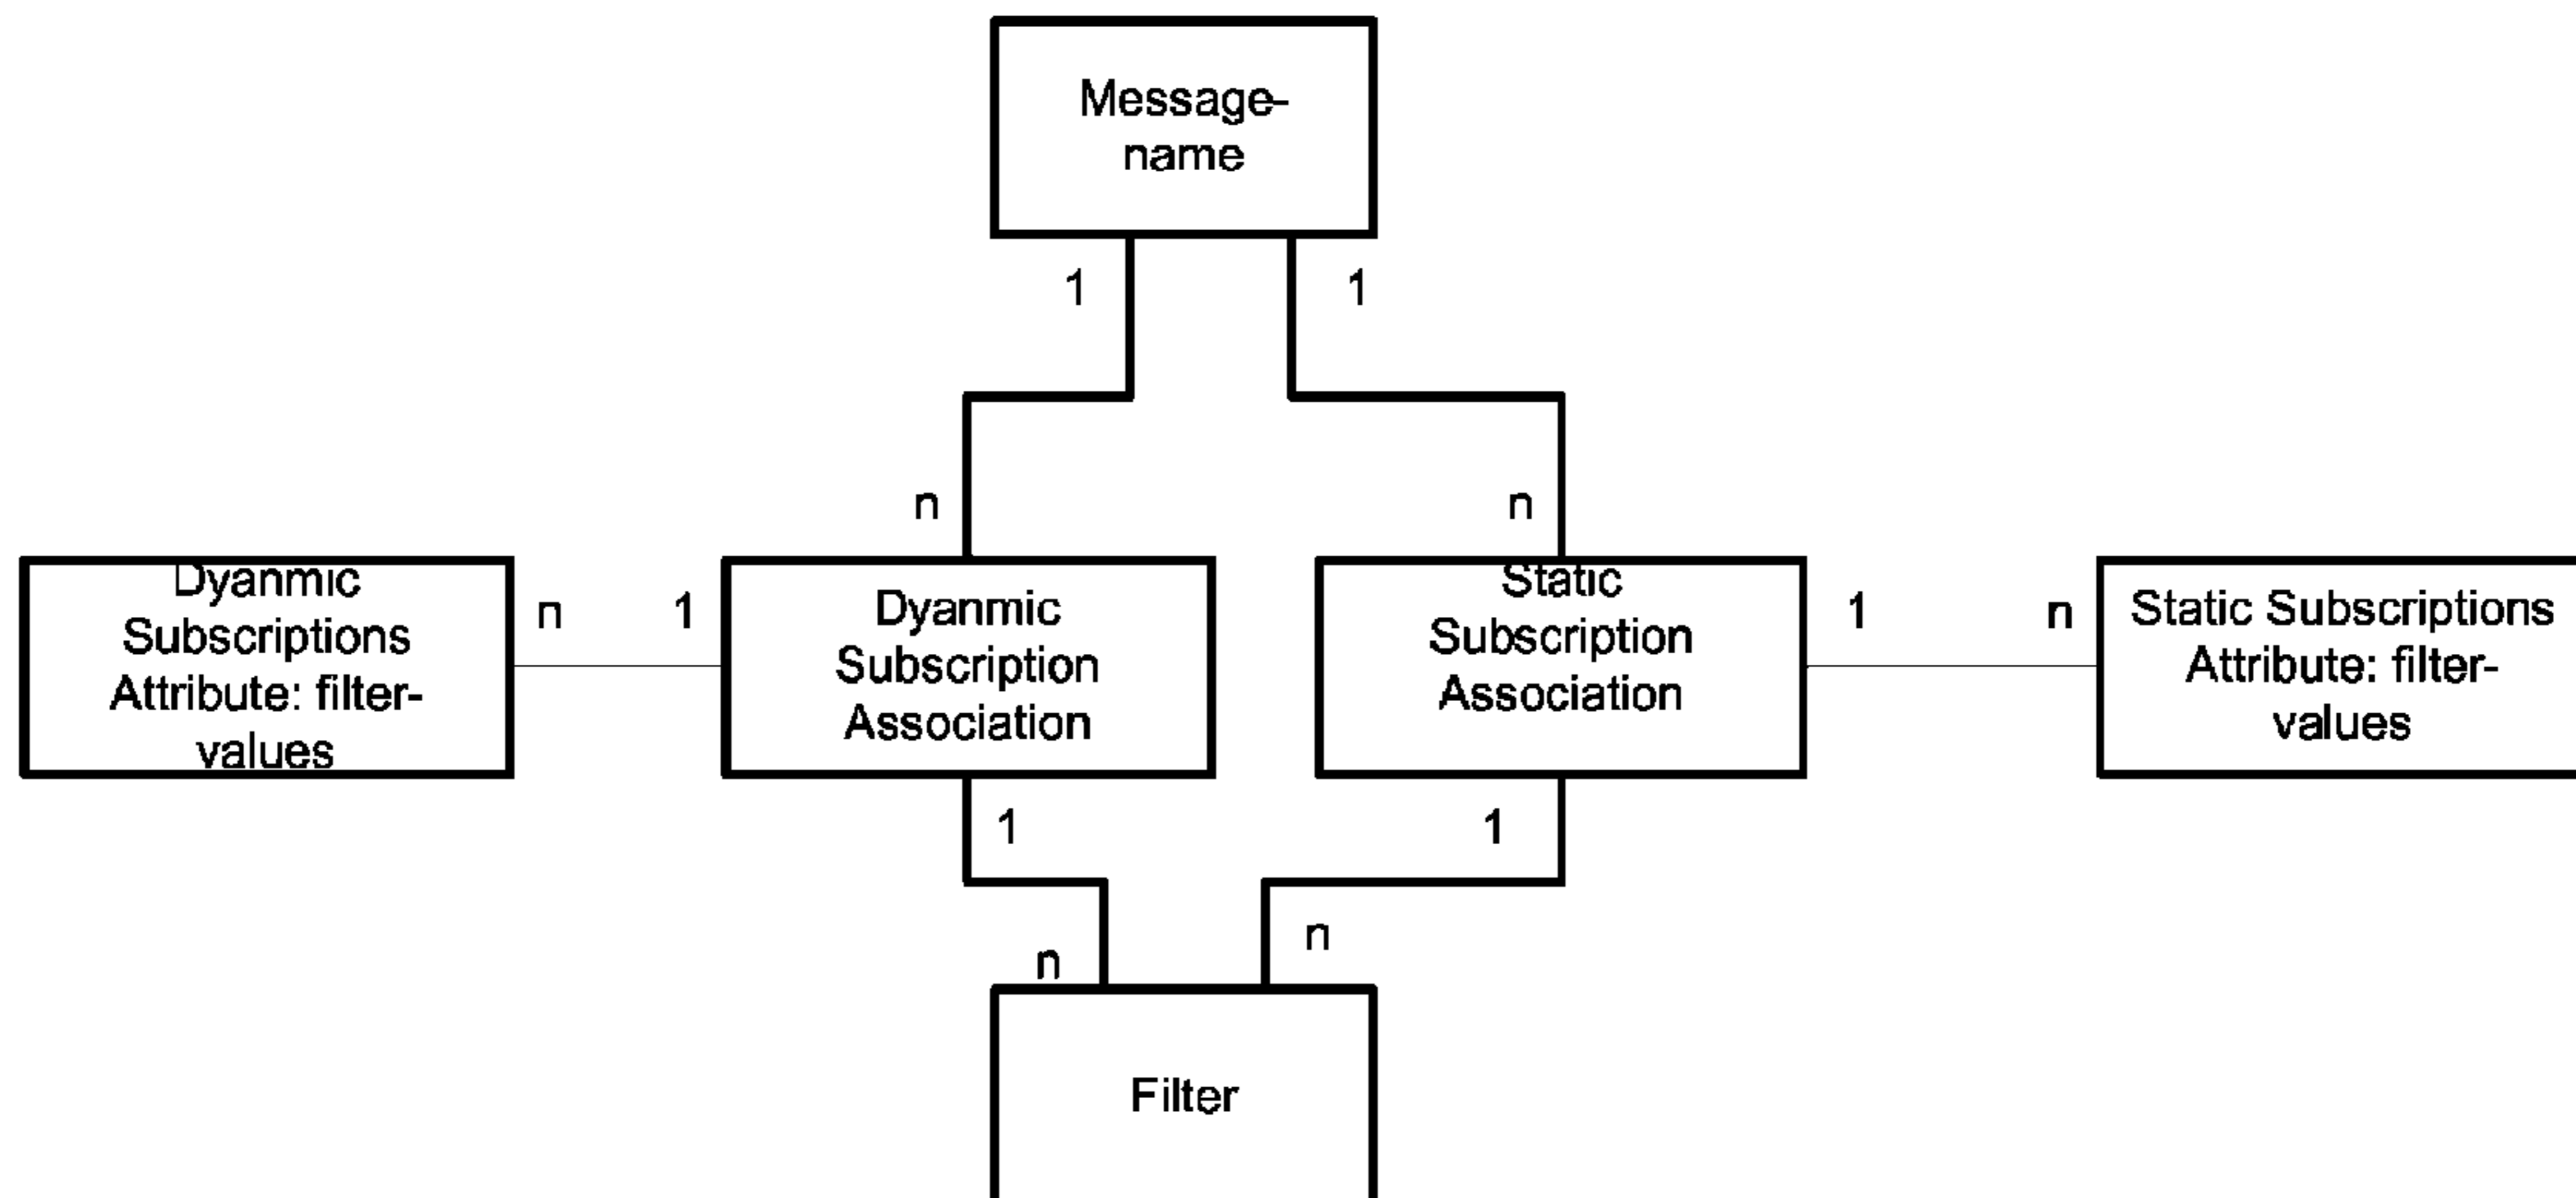 Message-
name
1
1
n
n
Dyanmic
Subscriptions
Attribute: filter-
values
n
1
Dyanmic
Subscription
Association
Static
Subscription
Association
1
n
Static Subscriptions
Attribute: filter-
values
1
1
n
n
Filter